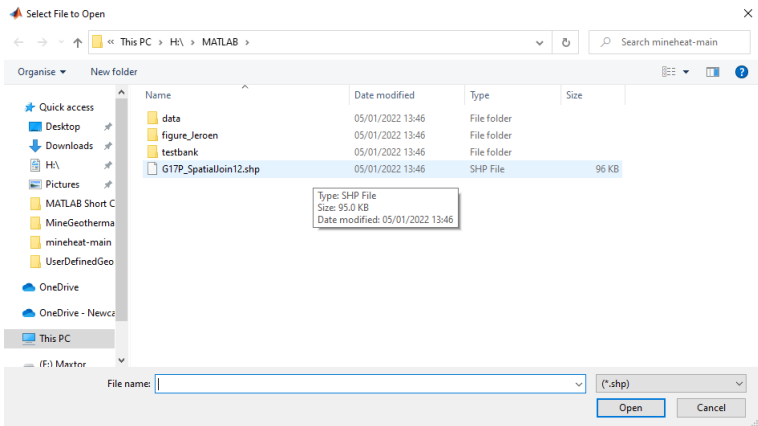 Select File to Open
« This PC > H:\ > MATLAB >
Search mineheat-main
Organise
New folder
Name
Date modified
Type
Size
Quick access
Desktop
Downloads
H:\
Pictures
MATLAB Short C
MineGeotherma
mineheat-main
UserDefinedGeo
OneDrive
OneDrive - Newca
This PC
(F:) Maxtor
data 05/01/2022 13:46 File folder
figure_Jeroen 05/01/2022 13:46 File folder
testbank 05/01/2022 13:46 File folder
G17P_SpatialJoin12.shp 05/01/2022 13:46 SHP File 96 KB
Type: SHP File
Size: 95.0 KB
Date modified: 05/01/2022 13:46
File name:
(*.shp)
Open
Cancel